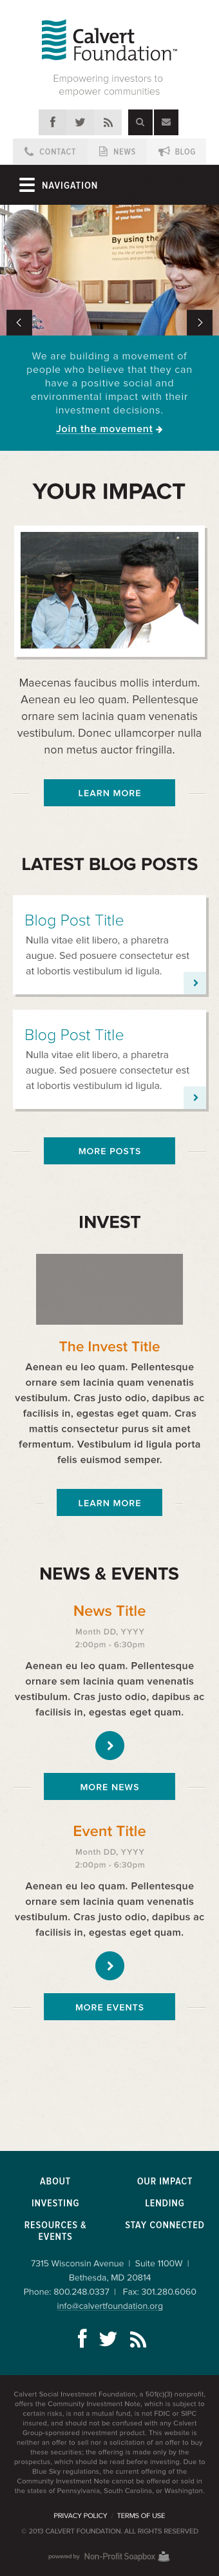 Calvert
Foundation™
Empowering investors to
empower communities
CONTACT NEWS BLOG
NAVIGATION
By using the
We are building a movement of
people who believe that they can
have a positive social and
environmental impact with their
investment decisions.
Join the movement
YOUR IMPACT
Maecenas faucibus mollis interdum.
Aenean eu leo quam. Pellentesque
ornare sem lacinia quam venenatis
vestibulum. Donec ullamcorper nulla
non metus auctor fringilla.
LEARN MORE
LATEST BLOG POSTS
Blog Post Title
Nulla vitae elit libero, a pharetra
augue. Sed posuere consectetur est
at lobortis vestibulum id ligula.
Blog Post Title
Nulla vitae elit libero, a pharetra
augue. Sed posuere consectetur est
at lobortis vestibulum id ligula.
MORE POSTS
INVEST
The Invest Title
Aenean eu leo quam. Pellentesque
ornare sem lacinia quam venenatis
vestibulum. Cras justo odio, dapibus ac
facilisis in, egestas eget quam. Cras
mattis consectetur purus sit amet
fermentum. Vestibulum id ligula porta
felis euismod semper.
LEARN MORE
NEWS & EVENTS
News Title
Month DD, YYYY
2:00pm - 6:30pm
Aenean eu leo quam. Pellentesque
ornare sem lacinia quam venenatis
vestibulum. Cras justo odio, dapibus ac
facilisis in, egestas eget quam.
MORE NEWS
Event Title
Month DD, YYYY
2:00pm - 6:30pm
Aenean eu leo quam. Pellentesque
ornare sem lacinia quam venenatis
vestibulum. Cras justo odio, dapibus ac
facilisis in, egestas eget quam.
MORE EVENTS
ABOUT OUR IMPACT
INVESTING LENDING
RESOURCES & STAY CONNECTED
EVENTS
7315 Wisconsin Avenue | Suite 1100W |
Bethesda, MD 20814
Phone: 800.248.0337 | Fax: 301.280.6060
info@calvertfoundation.org
Calvert Social Investment Foundation, a 501(c)(3) nonprofit,
offers the Community Investment Note, which is subject to
certain risks, is not a mutual fund, is not FDIC or SIPC
insured, and should not be confused with any Calvert
Group-sponsored investment product. This website is
neither an offer to sell nor a solicitation of an offer to buy
these securities; the offering is made only by the
prospectus, which should be read before investing. Due to
Blue Sky regulations, the current offering of the
Community Investment Note cannot be offered or sold in
the states of Pennsylvania, South Carolina, or Washington.
PRIVACY POLICY TERMS OF USE
© 2013 CALVERT FOUNDATION. ALL RIGHTS RESERVED
powered by Non-Profit Soapbox